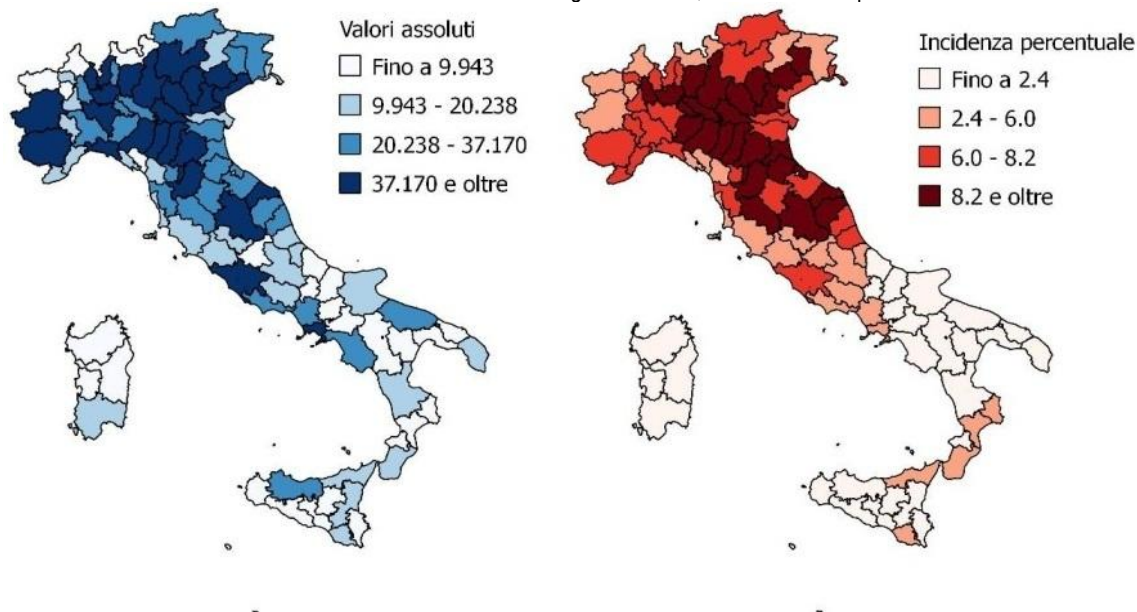 Valori assoluti
Fino a 9.943
9.943 - 20.238
20.238 - 37.170
37.170 e oltre
Incidenza percentuale
Fino a 2.4
2.4 - 6.0
6.0 - 8.2
8.2 e oltre